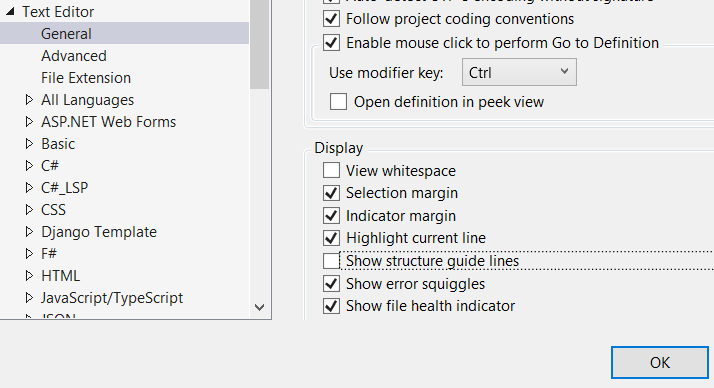 Text Editor
General
Advanced
File Extension
All Languages
ASP.NET Web Forms
Basic
C#
C#_LSP
CSS
Django Template
F#
HTML
JavaScript/TypeScript
Follow project coding conventions
Enable mouse click to perform Go to Definition
Use modifier key: Ctrl
Open definition in peek view
Display
View whitespace
Selection margin
Indicator margin
Highlight current line
Show structure guide lines
Show error squiggles
Show file health indicator
OK